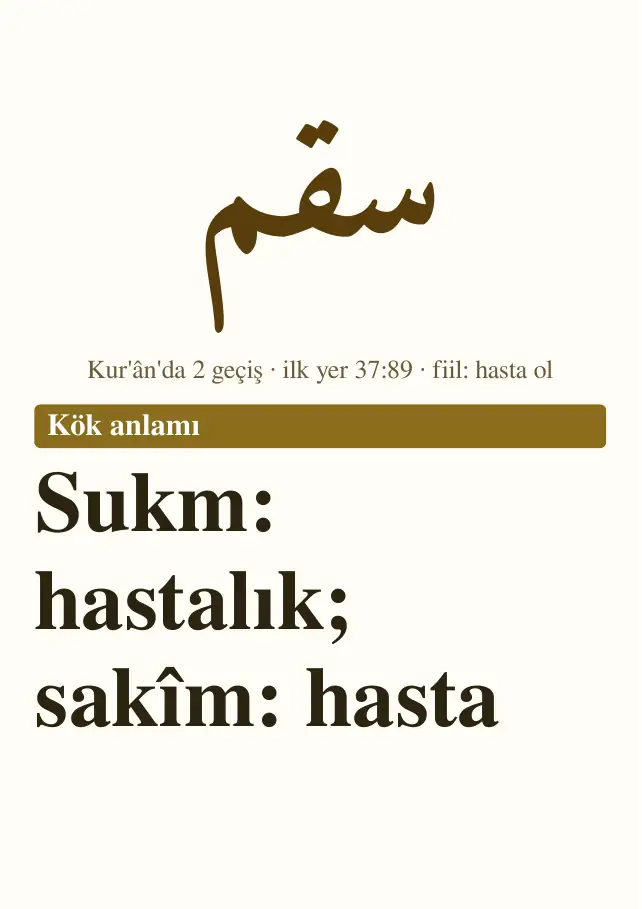 سقم
Kur'ân'da 2 geçiş · ilk yer 37:89 · fiil: hasta ol
Kök anlamı
Sukm:
hastalık;
sakîm: hasta